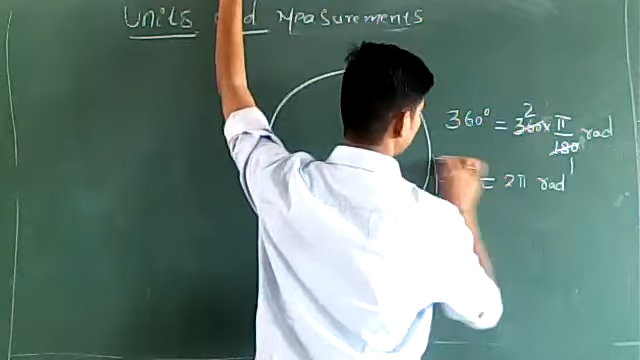 Units and Measurements
360° = 360 × π/180 rad
2
1
= 2π rad